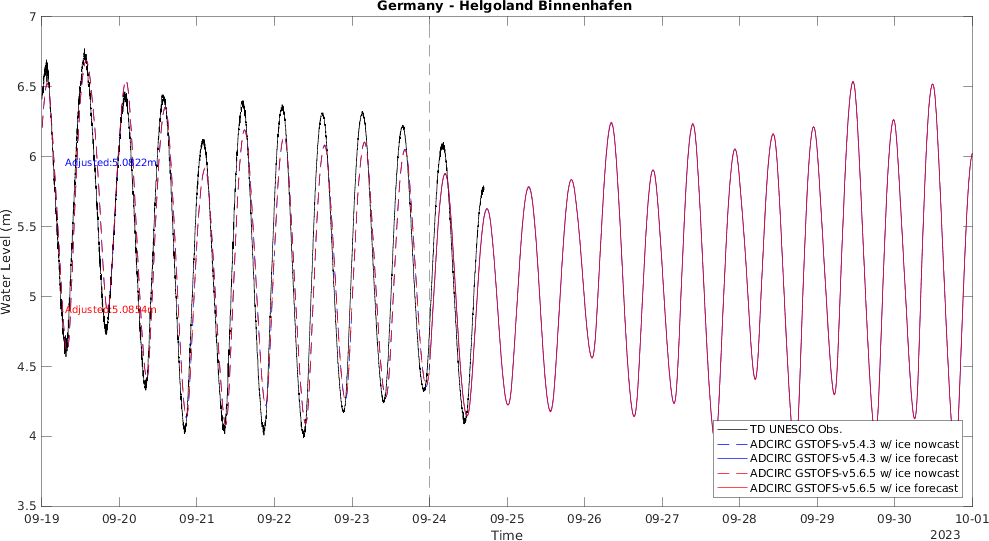 Germany - Helgoland Binnenhafen
7
6.5
6
5.5
5
4.5
4
3.5
Water Level (m)
Adjusted:5.0822m
Adjusted:5.0854m
TD UNESCO Obs.
ADCIRC GSTOFS-v5.4.3 w/ ice nowcast
ADCIRC GSTOFS-v5.4.3 w/ ice forecast
ADCIRC GSTOFS-v5.6.5 w/ ice nowcast
ADCIRC GSTOFS-v5.6.5 w/ ice forecast
09-19 09-20 09-21 09-22 09-23 09-24 09-25 09-26 09-27 09-28 09-29 09-30 10-01
Time
2023